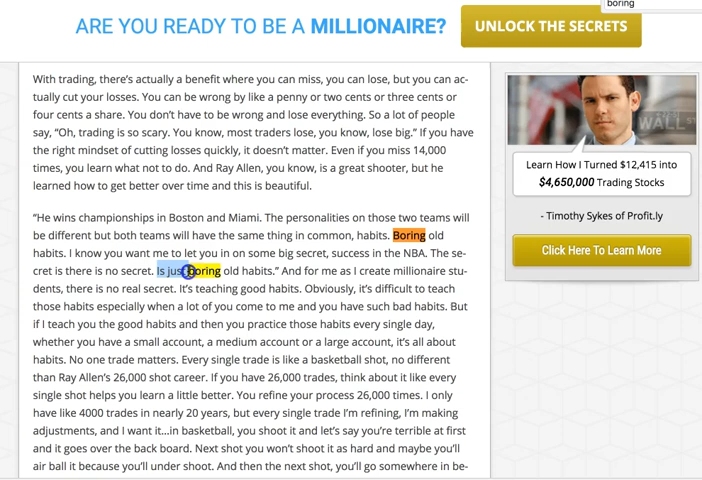 boring
ARE YOU READY TO BE A MILLIONAIRE?
UNLOCK THE SECRETS
With trading, there’s actually a benefit where you can miss, you can lose, but you can ac-
tually cut your losses. You can be wrong by like a penny or two cents or three cents or
four cents a share. You don’t have to be wrong and lose everything. So a lot of people
say, “Oh, trading is so scary. You know, most traders lose, you know, lose big.” If you have
the right mindset of cutting losses quickly, it doesn’t matter. Even if you miss 14,000
times, you learn what not to do. And Ray Allen, you know, is a great shooter, but he
learned how to get better over time and this is beautiful.
“He wins championships in Boston and Miami. The personalities on those two teams will
be different but both teams will have the same thing in common, habits. Boring old
habits. I know you want me to let you in on some big secret, success in the NBA. The se-
cret is there is no secret. Is just boring old habits.” And for me as I create millionaire stu-
dents, there is no real secret. It’s teaching good habits. Obviously, it’s difficult to teach
those habits especially when a lot of you come to me and you have such bad habits. But
if I teach you the good habits and then you practice those habits every single day,
whether you have a small account, a medium account or a large account, it’s all about
habits. No one trade matters. Every single trade is like a basketball shot, no different
than Ray Allen’s 26,000 shot career. If you have 26,000 trades, think about it like every
single shot helps you learn a little better. You refine your process 26,000 times. I only
have like 4000 trades in nearly 20 years, but every single trade I’m refining, I’m making
adjustments, and I want it...in basketball, you shoot it and let’s say you’re terrible at first
and it goes over the back board. Next shot you won’t shoot it as hard and maybe you’ll
air ball it because you’ll under shoot. And then the next shot, you’ll go somewhere in be-
WALL ST
Learn How I Turned $12,415 into
$4,650,000 Trading Stocks
- Timothy Sykes of Profit.ly
Click Here To Learn More